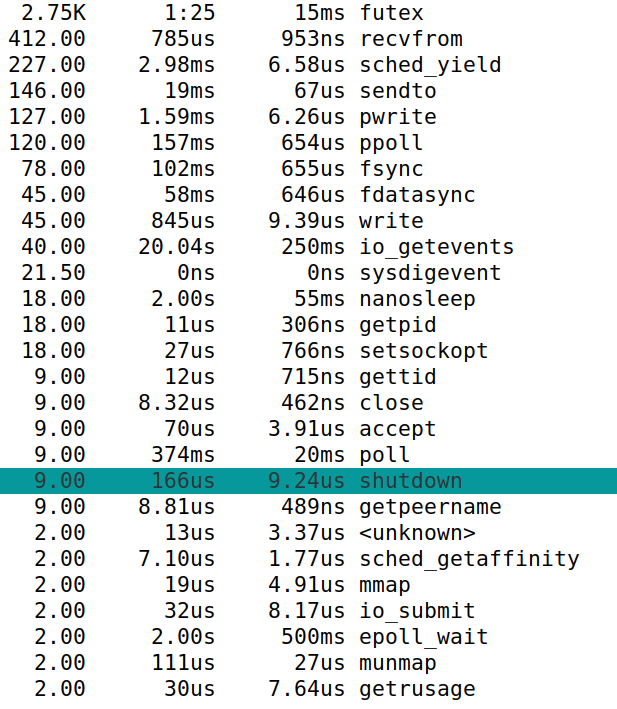 2.75K 1:25 15ms futex
412.00 785us 953ns recvfrom
227.00 2.98ms 6.58us sched_yield
146.00 19ms 67us sendto
127.00 1.59ms 6.26us pwrite
120.00 157ms 654us ppoll
78.00 102ms 655us fsync
45.00 58ms 646us fdatasync
45.00 845us 9.39us write
40.00 20.04s 250ms io_getevents
21.50 0ns 0ns sysdigevent
18.00 2.00s 55ms nanosleep
18.00 11us 306ns getpid
18.00 27us 766ns setsockopt
9.00 12us 715ns gettid
9.00 8.32us 462ns close
9.00 70us 3.91us accept
9.00 374ms 20ms poll
9.00 166us 9.24us shutdown
9.00 8.81us 489ns getpeername
2.00 13us 3.37us <unknown>
2.00 7.10us 1.77us sched_getaffinity
2.00 19us 4.91us mmap
2.00 32us 8.17us io_submit
2.00 2.00s 500ms epoll_wait
2.00 111us 27us munmap
2.00 30us 7.64us getrusage